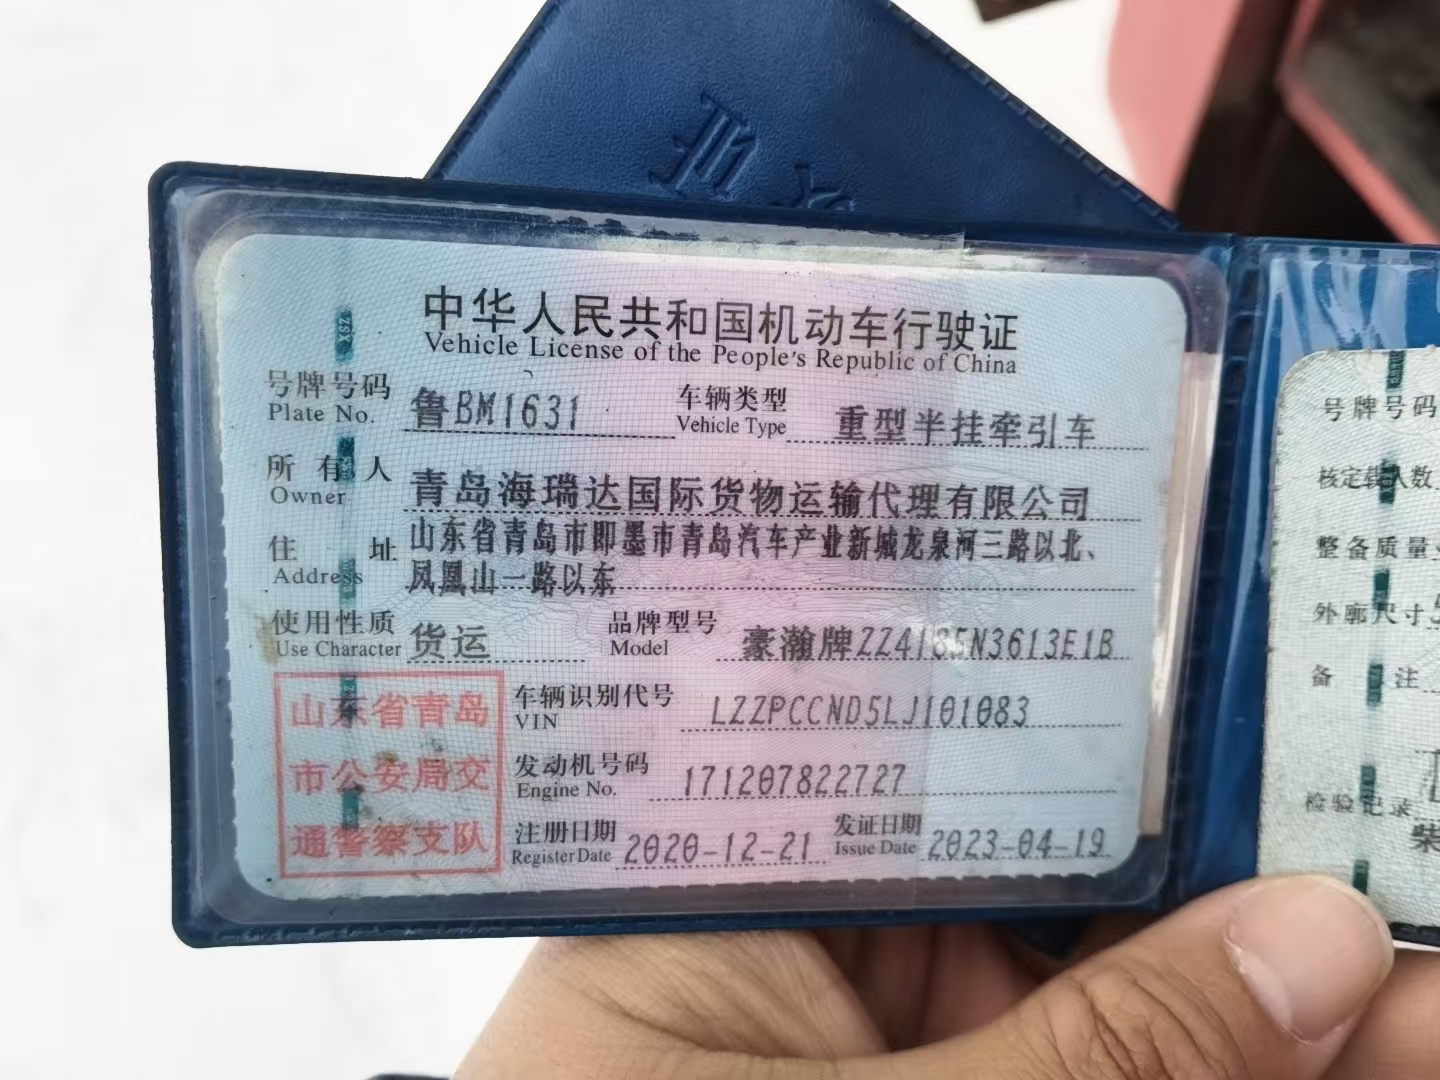 中华人民共和国机动车行驶证
Vehicle License of the People's Republic of China
号牌号码 鲁BM1631 车辆类型 重型半挂牵引车
Plate No. Vehicle Type
所有人 青岛海瑞达国际货物运输代理有限公司
Owner
住址 山东省青岛市即墨市青岛汽车产业新城龙泉河三路以北、
Address 凤凰山一路以东
使用性质 货运 品牌型号 豪瀚牌ZZ4185N3613E1B
Use Character Model
山东省青岛
市公安局交
通警察支队
车辆识别代号 LZZPCCND5LJ101083
VIN
发动机号码 171207822727
Engine No.
注册日期 2020-12-21 发证日期 2023-04-19
Register Date Issue Date
号牌号码
核定载人数
整备质量
外廓尺寸
备注
检验记录
柴